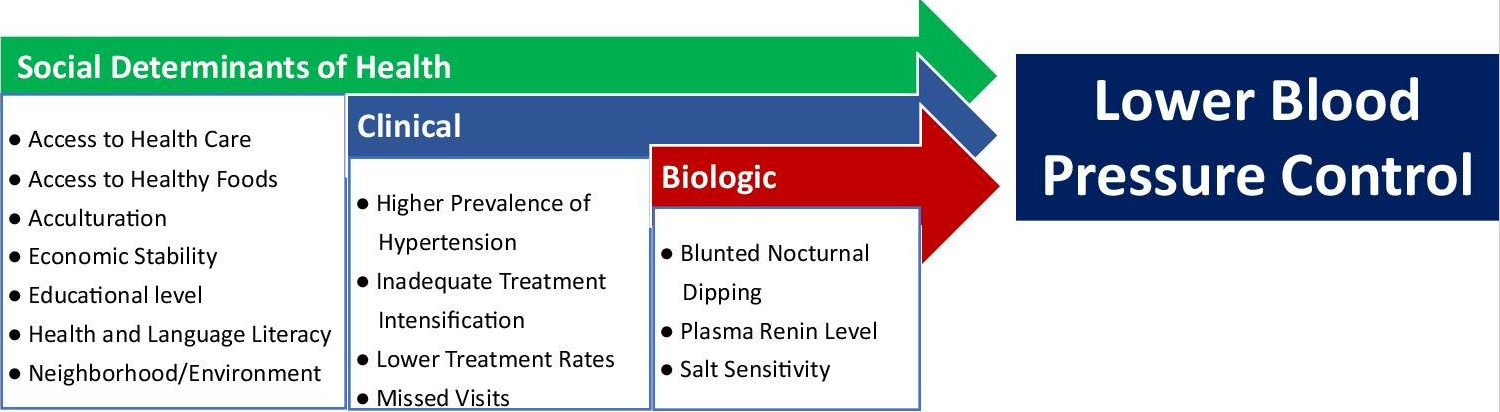 Social Determinants of Health
● Access to Health Care
● Access to Healthy Foods
● Acculturation
● Economic Stability
● Educational level
● Health and Language Literacy
● Neighborhood/Environment
Clinical
● Higher Prevalence of
Hypertension
● Inadequate Treatment
Intensification
● Lower Treatment Rates
● Missed Visits
Biologic
● Blunted Nocturnal
Dipping
● Plasma Renin Level
● Salt Sensitivity
Lower Blood
Pressure Control